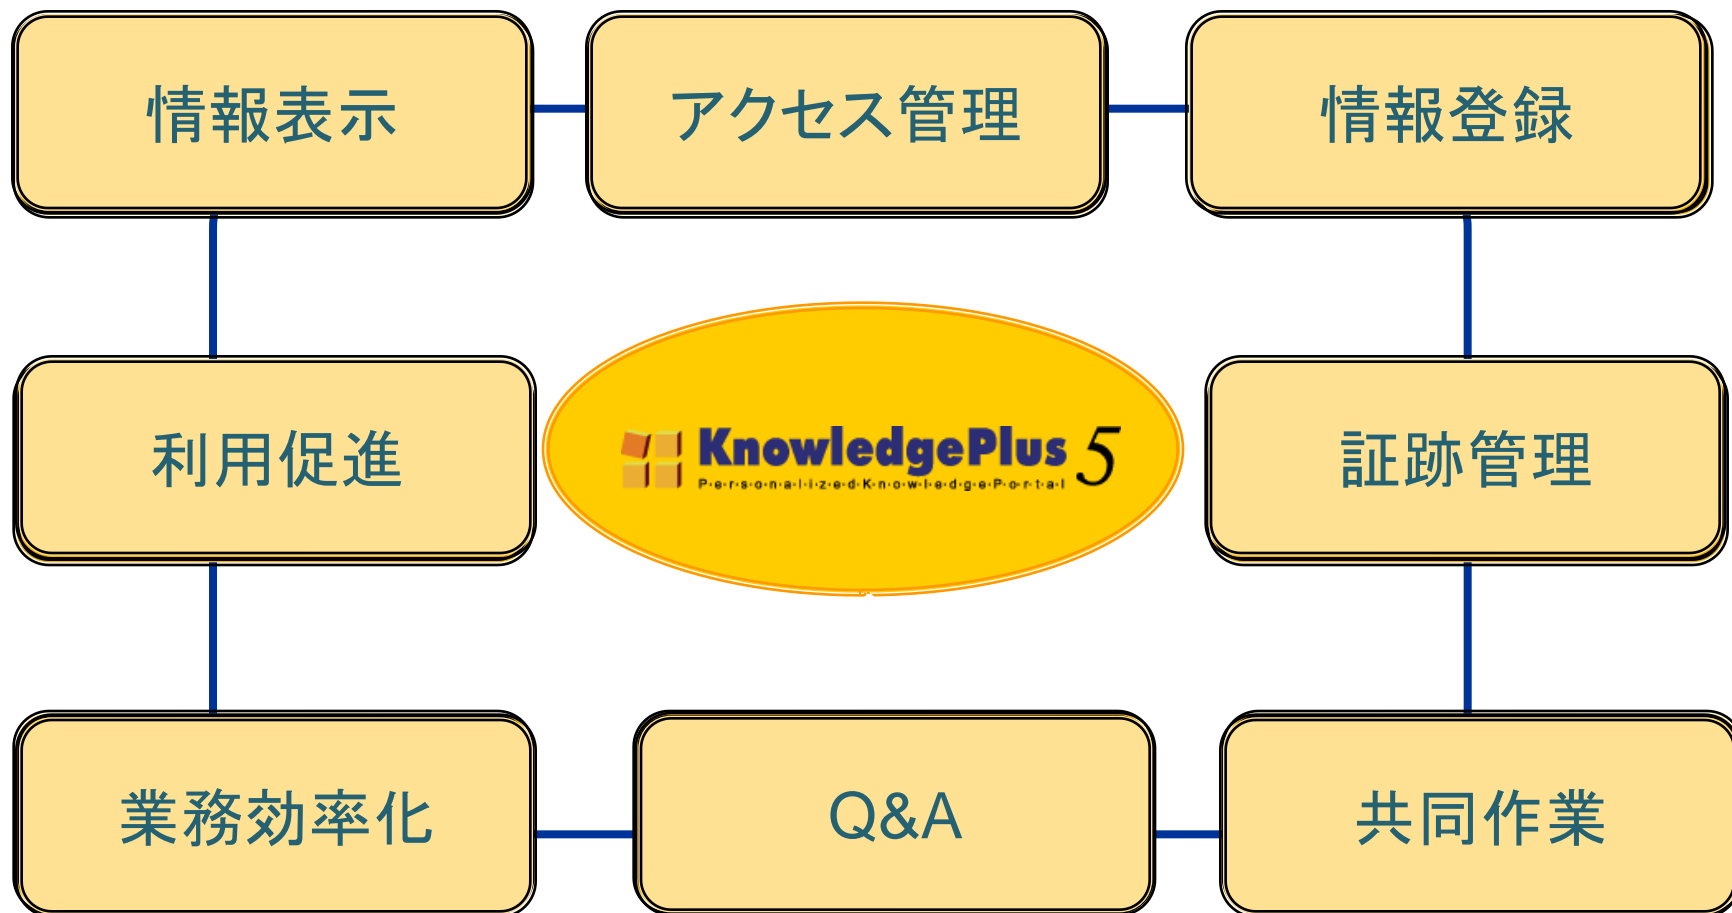 情報表示
アクセス管理
情報登録
利用促進
KnowledgePlus 5
P·e·r·s·o·n·a·l·i·z·e·d·K·n·o·w·l·e·d·g·e·P·o·r·t·a·l
証跡管理
業務効率化
Q&A
共同作業